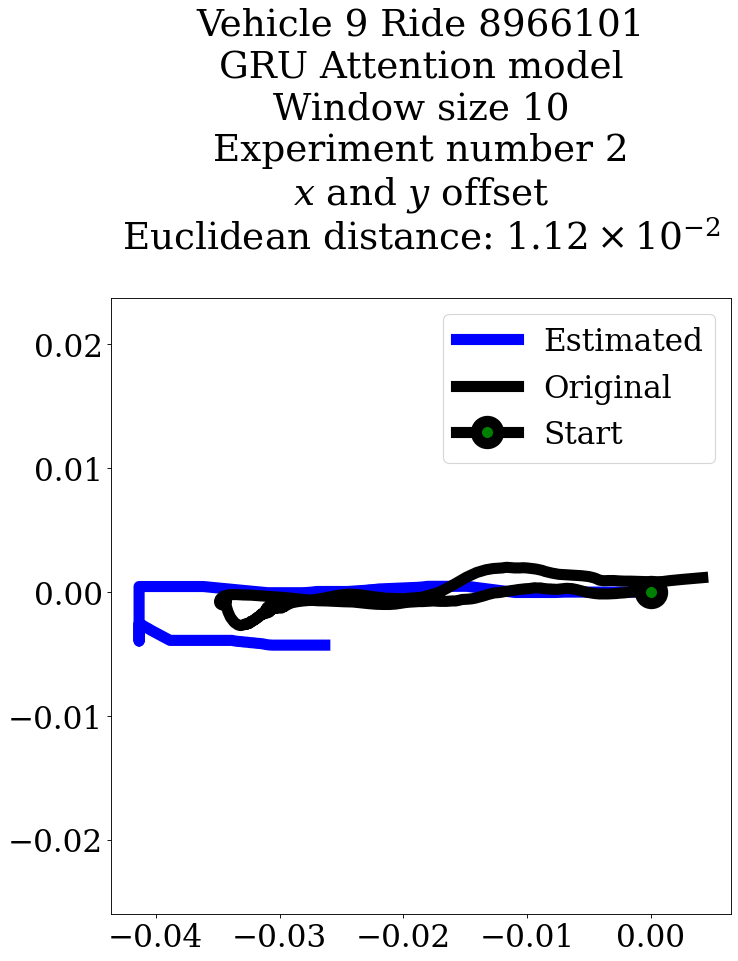 Vehicle 9 Ride 8966101
GRU Attention model
Window size 10
Experiment number 2
x and y offset
Euclidean distance: 1.12 × 10⁻²
Estimated
Original
Start
0.02
0.01
0.00
−0.01
−0.02
−0.04 −0.03 −0.02 −0.01 0.00